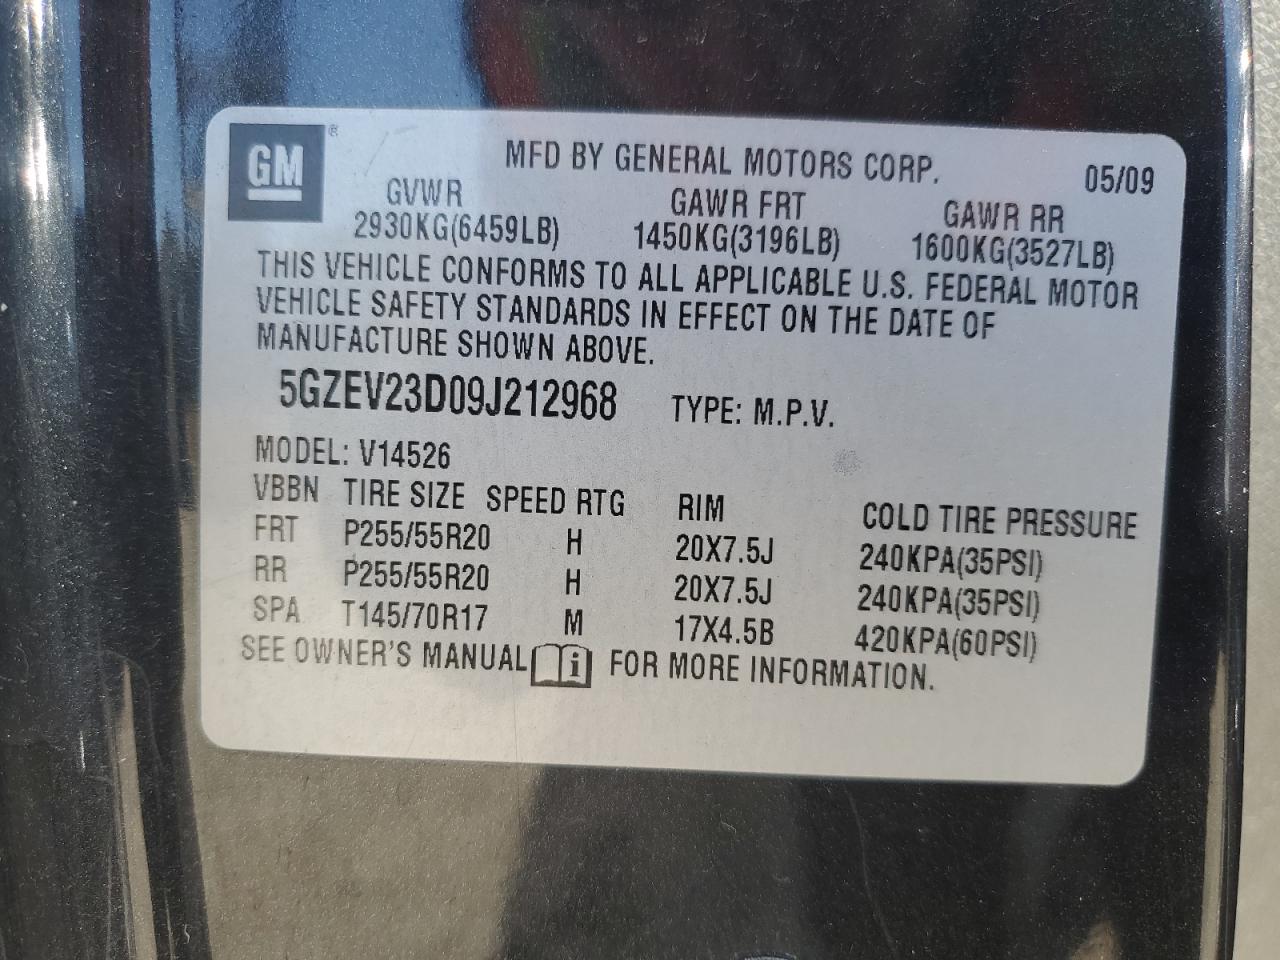 GM ®
MFD BY GENERAL MOTORS CORP. 05/09
GVWR GAWR FRT GAWR RR
2930KG(6459LB) 1450KG(3196LB) 1600KG(3527LB)
THIS VEHICLE CONFORMS TO ALL APPLICABLE U.S. FEDERAL MOTOR
VEHICLE SAFETY STANDARDS IN EFFECT ON THE DATE OF
MANUFACTURE SHOWN ABOVE.
5GZEV23D09J212968 TYPE: M.P.V.
MODEL: V14526
VBBN TIRE SIZE SPEED RTG RIM COLD TIRE PRESSURE
FRT P255/55R20 H 20X7.5J 240KPA(35PSI)
RR P255/55R20 H 20X7.5J 240KPA(35PSI)
SPA T145/70R17 M 17X4.5B 420KPA(60PSI)
SEE OWNER'S MANUAL i FOR MORE INFORMATION.